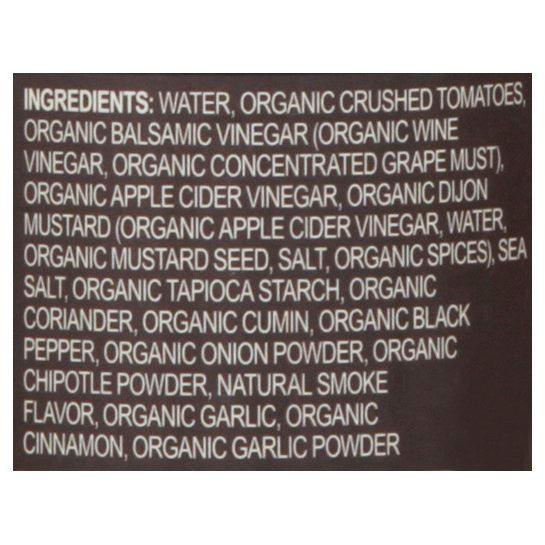 INGREDIENTS: WATER, ORGANIC CRUSHED TOMATOES,
ORGANIC BALSAMIC VINEGAR (ORGANIC WINE
VINEGAR, ORGANIC CONCENTRATED GRAPE MUST),
ORGANIC APPLE CIDER VINEGAR, ORGANIC DIJON
MUSTARD (ORGANIC APPLE CIDER VINEGAR, WATER,
ORGANIC MUSTARD SEED, SALT, ORGANIC SPICES), SEA
SALT, ORGANIC TAPIOCA STARCH, ORGANIC
CORIANDER, ORGANIC CUMIN, ORGANIC BLACK
PEPPER, ORGANIC ONION POWDER, ORGANIC
CHIPOTLE POWDER, NATURAL SMOKE
FLAVOR, ORGANIC GARLIC, ORGANIC
CINNAMON, ORGANIC GARLIC POWDER